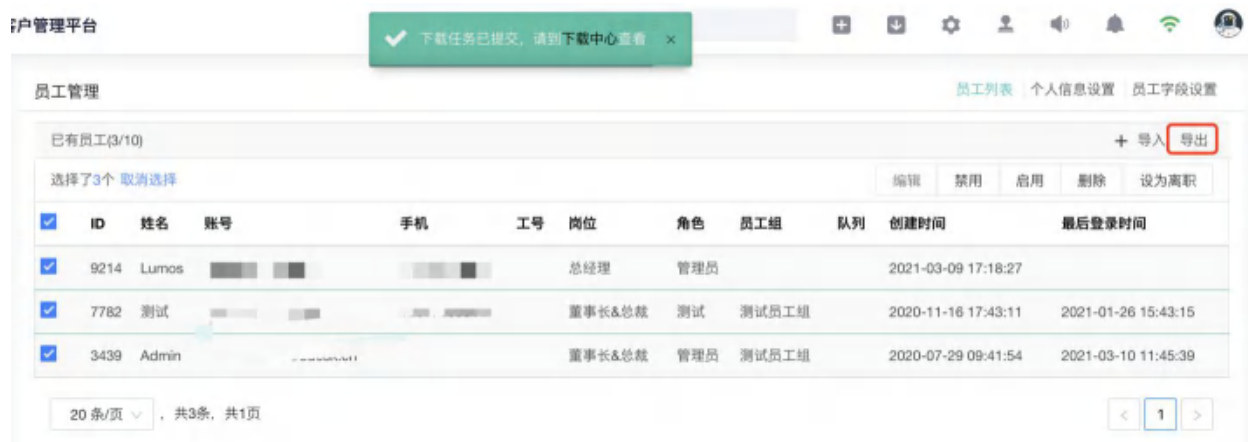 客户管理平台
下载任务已提交，请到下载中心查看 ×
员工管理
员工列表 个人信息设置 员工字段设置
已有员工(3/10)
+ 导入 导出
选择了3个 取消选择
编辑 禁用 启用 删除 设为离职
ID 姓名 账号 手机 工号 岗位 角色 员工组 队列 创建时间 最后登录时间
9214 Lumos 总经理 管理员 2021-03-09 17:18:27
7782 测试 董事长&总裁 测试 测试员工组 2020-11-16 17:43:11 2021-01-26 15:43:15
3439 Admin 董事长&总裁 管理员 测试员工组 2020-07-29 09:41:54 2021-03-10 11:45:39
20 条/页 ，共3条，共1页
< 1 >